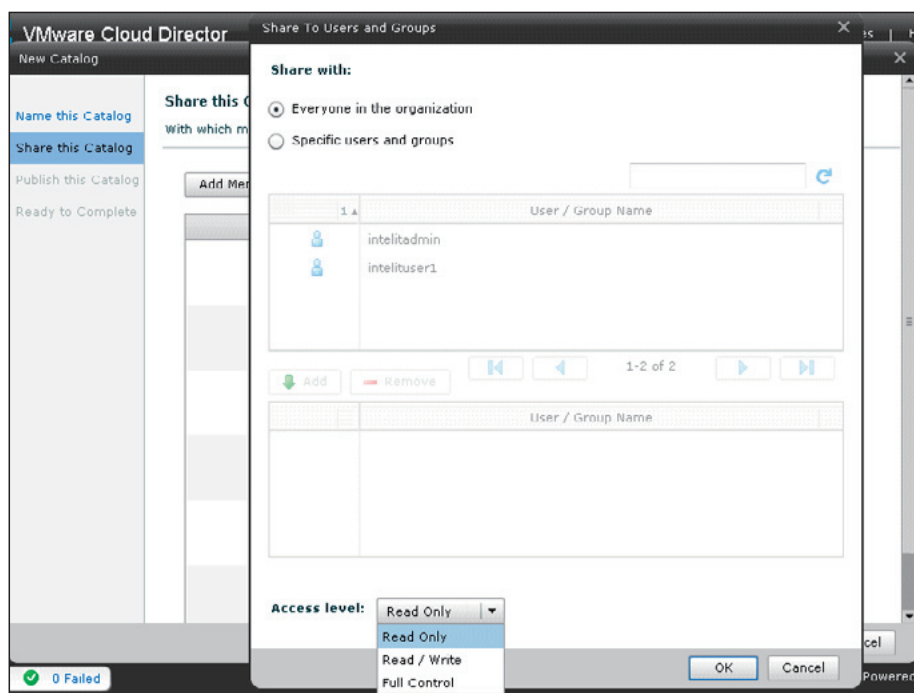 VMware Cloud Director
Share To Users and Groups
New Catalog
Share with:
Name this Catalog
Share this
With which
Everyone in the organization
Share this Catalog
Specific users and groups
Publish this Catalog
Add
Ready to Complete
1
User / Group Name
intelitadmin
intelituser1
1-2 of 2
Add
Remove
User / Group Name
Access level:
Read Only
Read Only
Read / Write
Full Control
OK
Cancel
0 Failed
Powered